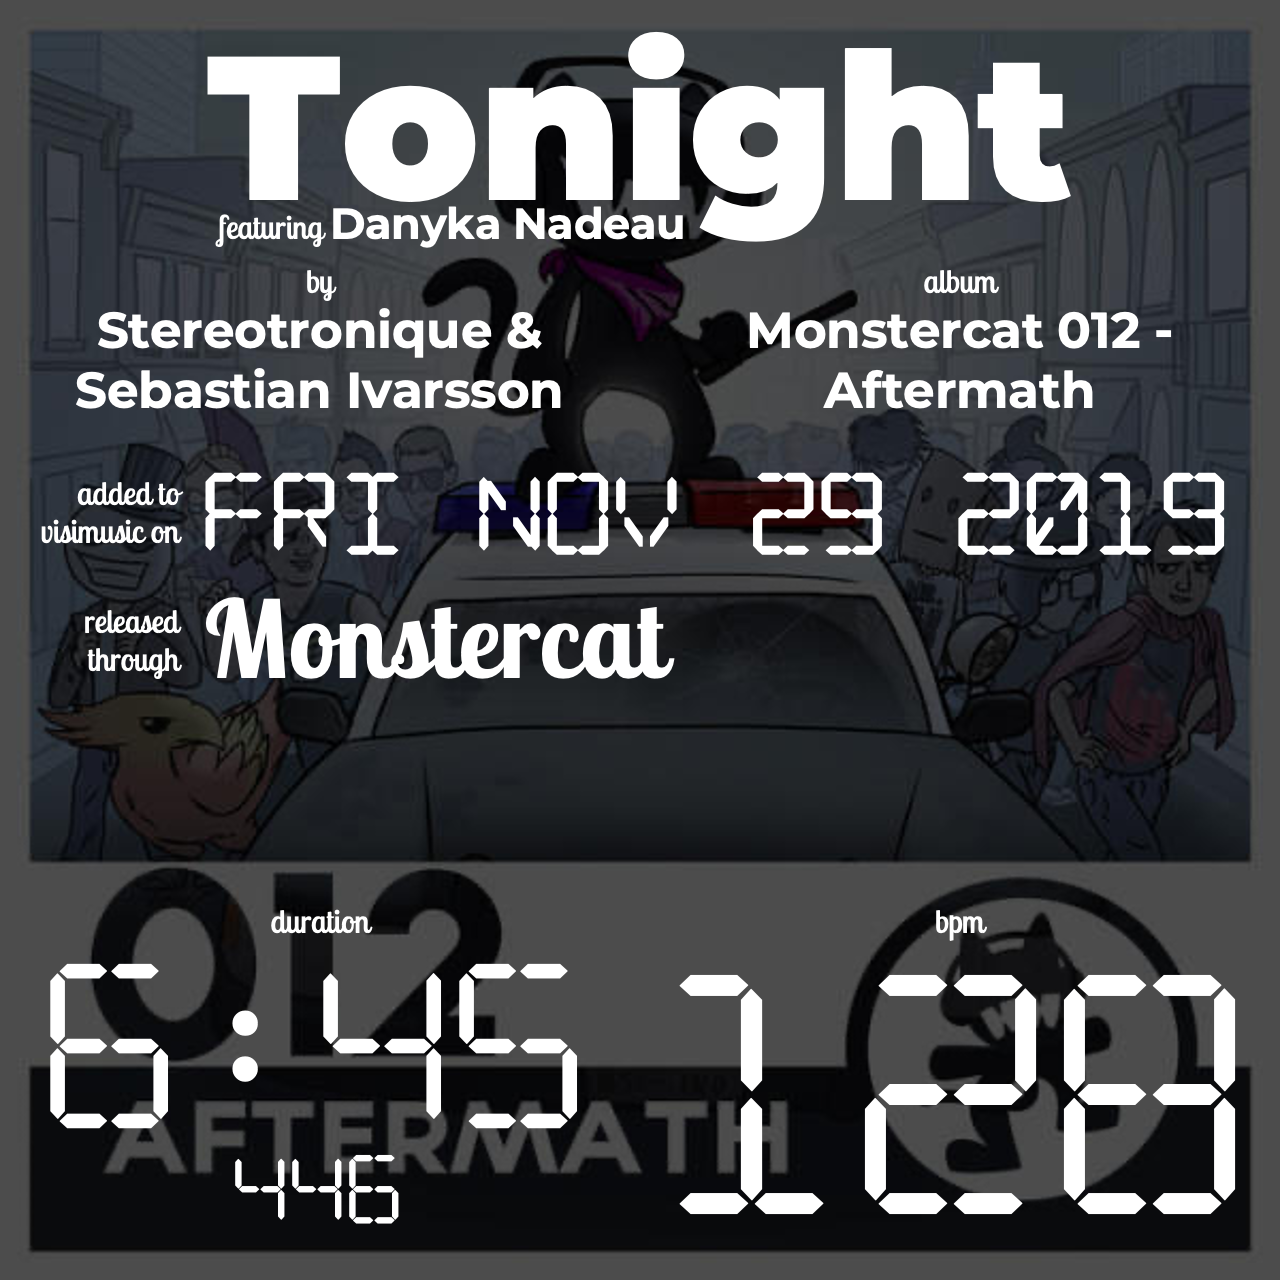 Tonight
featuring Danyka Nadeau
by
Stereotronique &
Sebastian Ivarsson
album
Monstercat 012 -
Aftermath
added to
visimusic on
FRI NOV 29 2019
released
through
Monstercat
012
AFTERMATH
duration
6:45
446
bpm
128